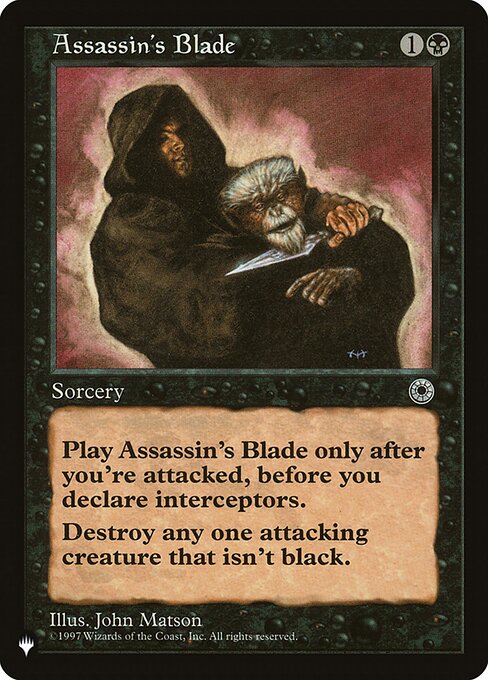 Assassin's Blade 1
Sorcery
Play Assassin's Blade only after
you're attacked, before you
declare interceptors.
Destroy any one attacking
creature that isn't black.
Illus. John Matson
©1997 Wizards of the Coast, Inc. All rights reserved.